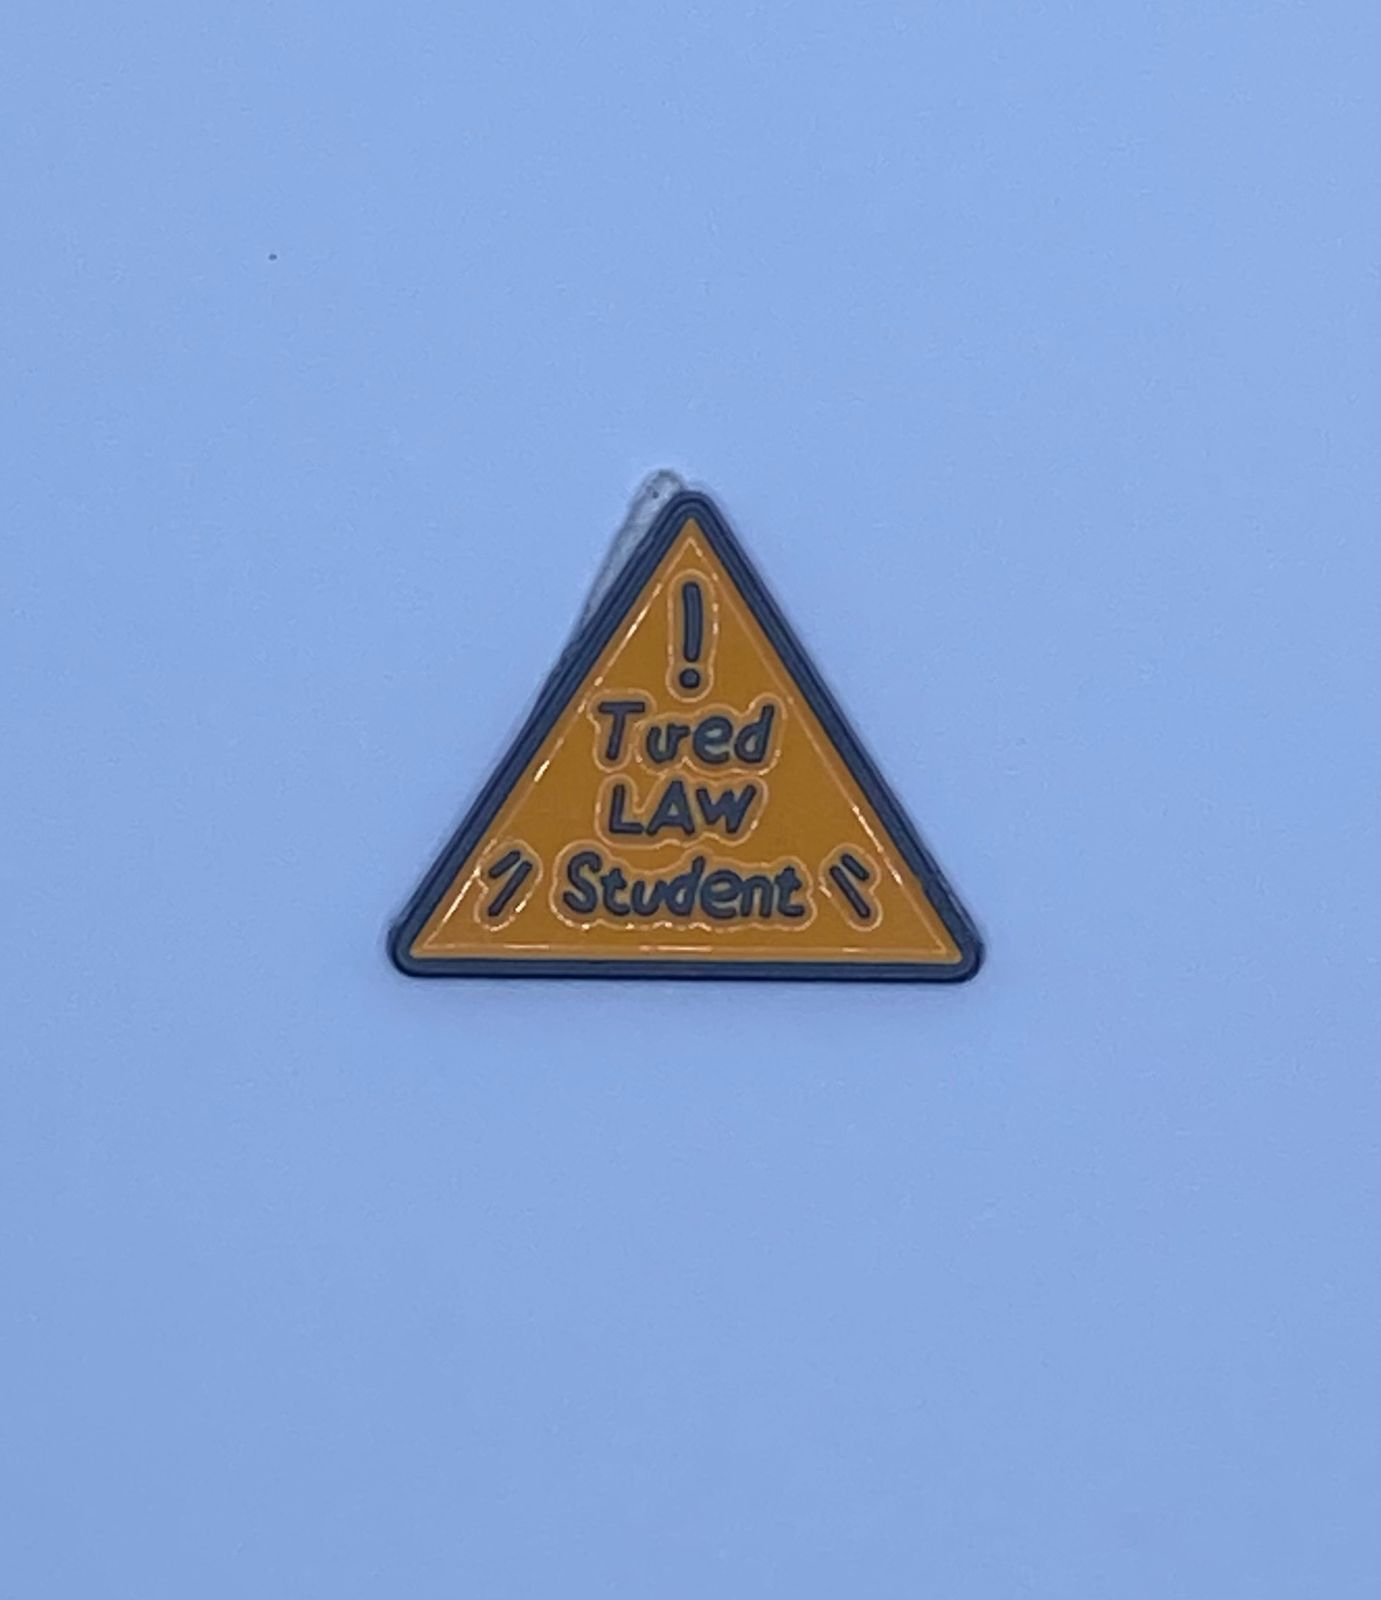 !
Tired
LAW
Student